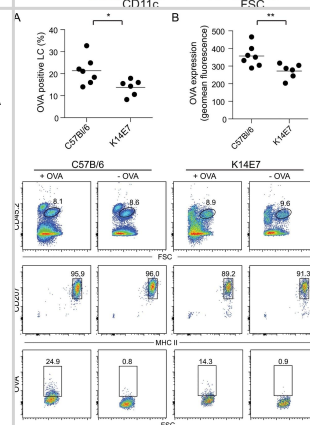 CD11c FSC
A B
* **
OVA positive LC (%)
40
30
20
10
0
C57Bl/6
K14E7
OVA expression
(geomean fluorescence)
500
400
300
200
100
0
C57Bl/6
K14E7
C57B/6 K14E7
+ OVA - OVA + OVA - OVA
CD45.2
8.1 8.6 8.9 9.6
FSC
CD207
95.9 96.0 89.2 91.3
MHC II
OVA
24.9 0.8 14.3 0.9
FSC